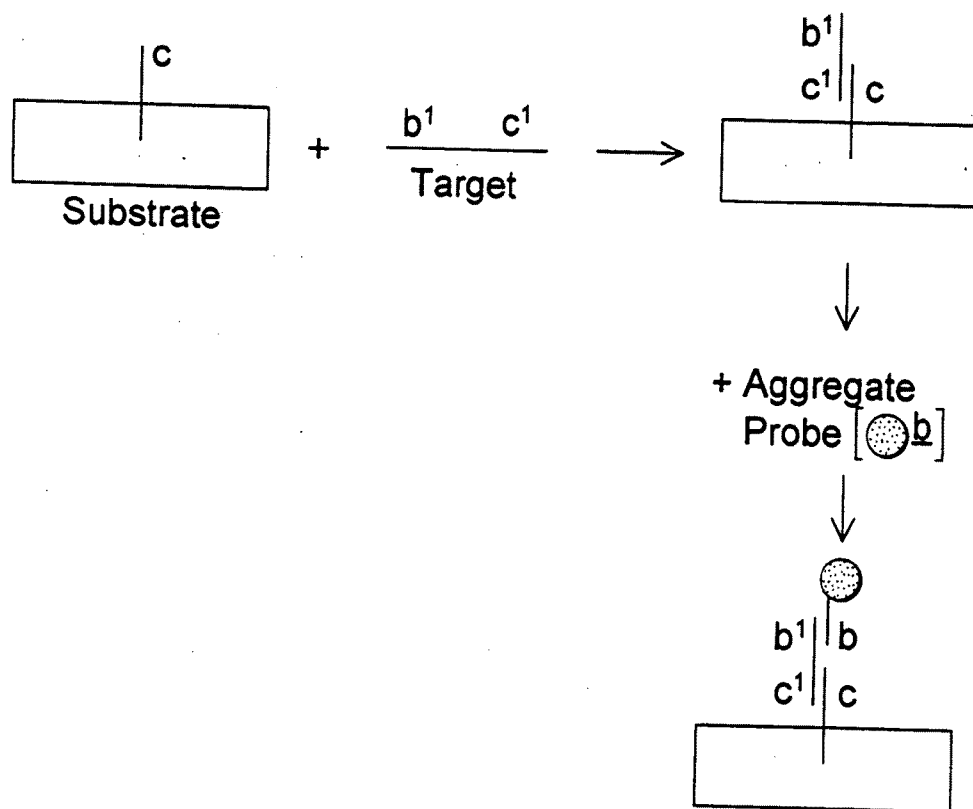 c
Substrate
+
b¹ c¹
Target
b¹
c¹ c
+ Aggregate
Probe [ b]
b¹ b
c¹ c